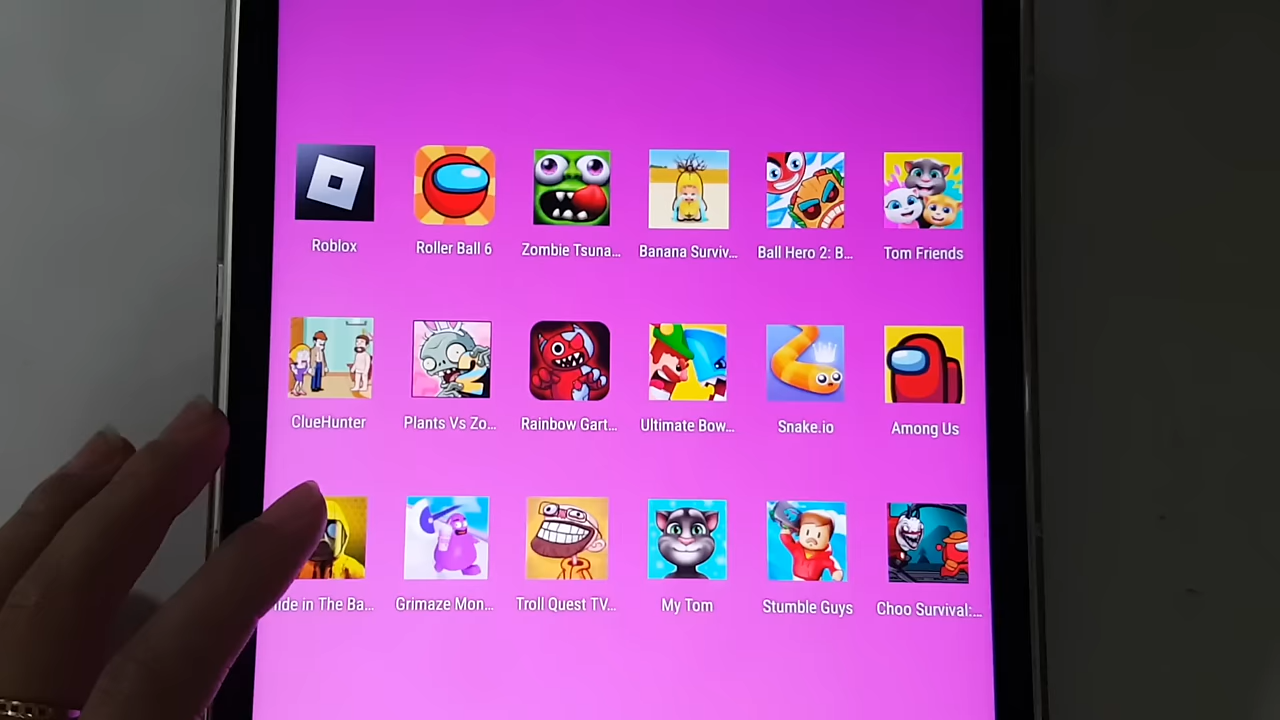 Roblox
Roller Ball 6
Zombie Tsuna...
Banana Surviv...
Ball Hero 2: B...
Tom Friends
ClueHunter
Plants Vs Zo...
Rainbow Gart...
Ultimate Bow...
Snake.io
Among Us
ide in The Ba...
Grimaze Mon...
Troll Quest TV...
My Tom
Stumble Guys
Choo Survival:...